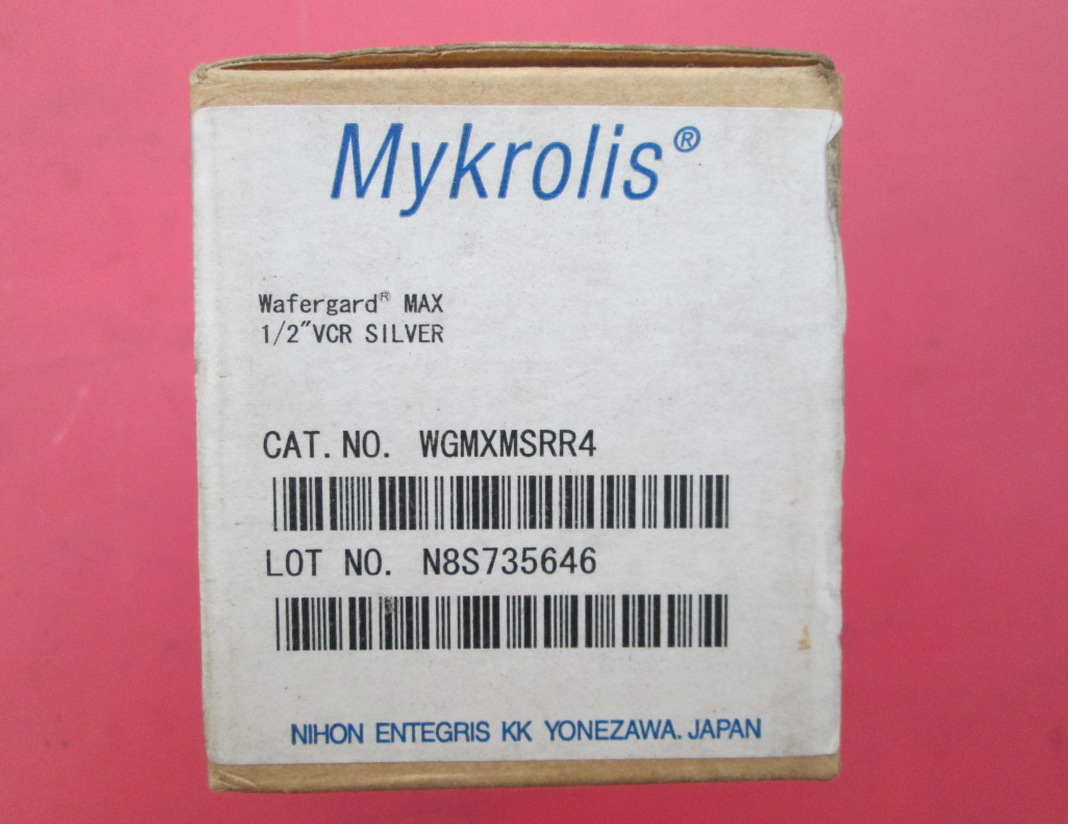 Mykrolis®
Wafergard® MAX
1/2″VCR SILVER
CAT. NO. WGMXMSRR4
LOT NO. N8S735646
NIHON ENTEGRIS KK YONEZAWA. JAPAN